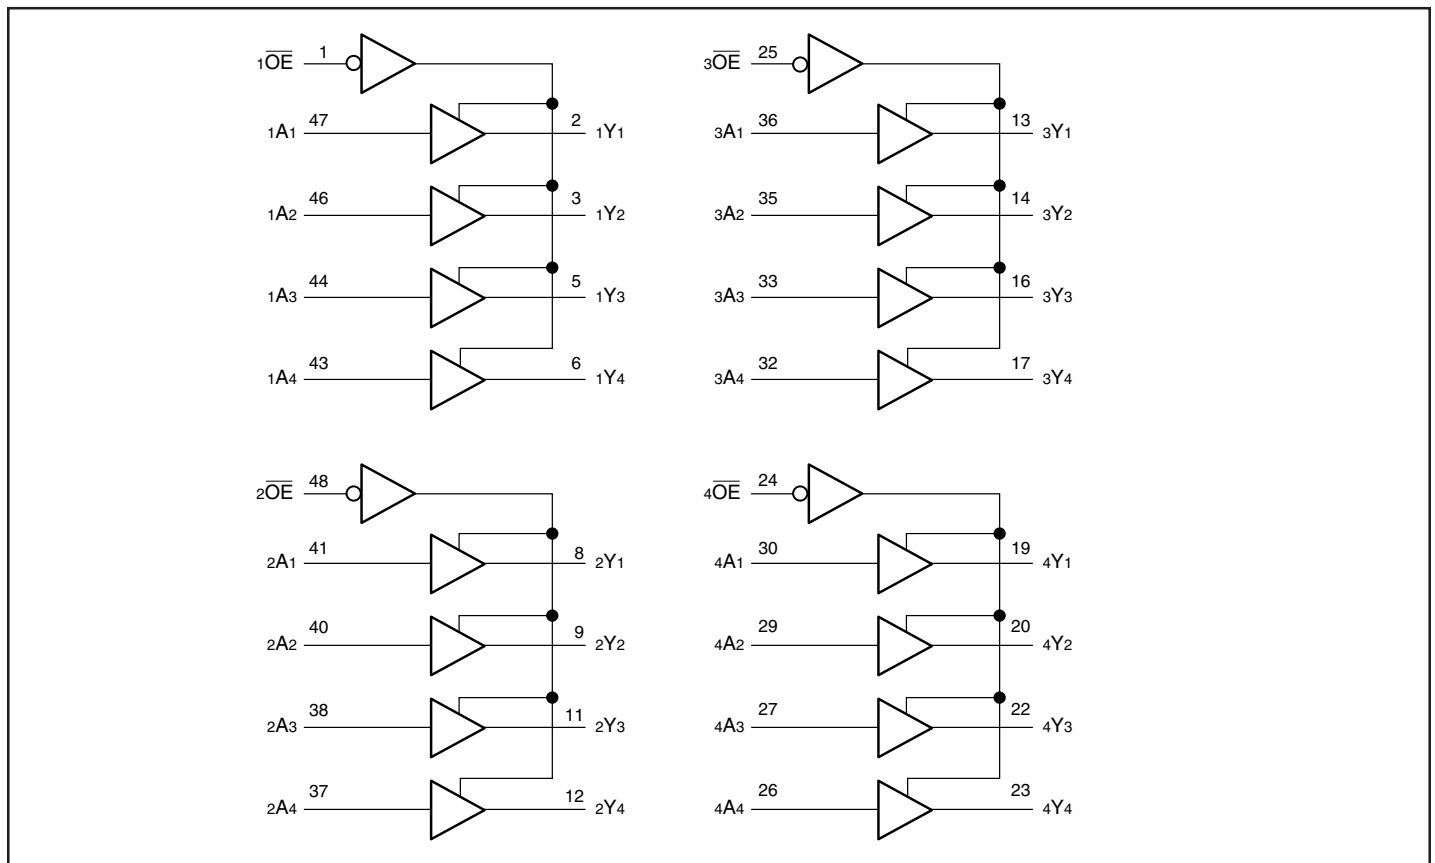 1OE 1
1A1 47 2 1Y1
1A2 46 3 1Y2
1A3 44 5 1Y3
1A4 43 6 1Y4
3OE 25
3A1 36 13 3Y1
3A2 35 14 3Y2
3A3 33 16 3Y3
3A4 32 17 3Y4
2OE 48
2A1 41 8 2Y1
2A2 40 9 2Y2
2A3 38 11 2Y3
2A4 37 12 2Y4
4OE 24
4A1 30 19 4Y1
4A2 29 20 4Y2
4A3 27 22 4Y3
4A4 26 23 4Y4